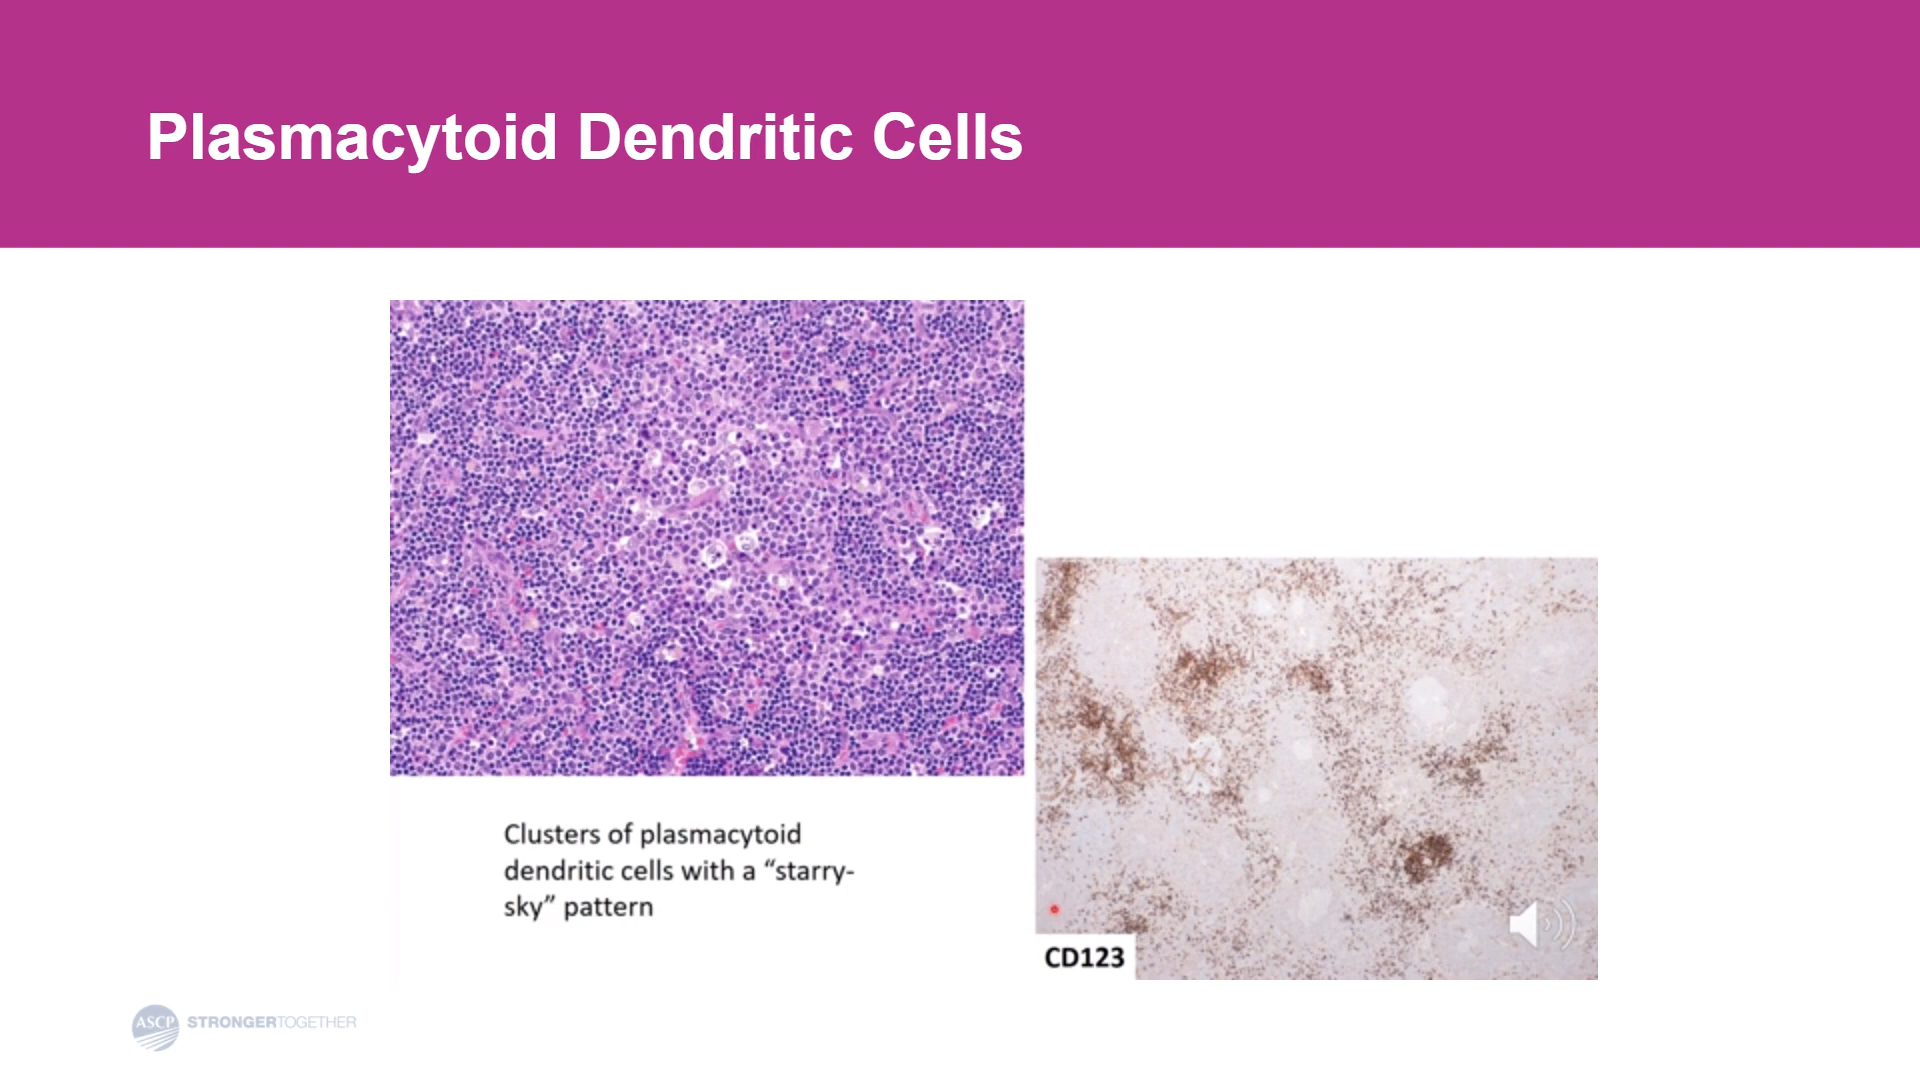 Plasmacytoid Dendritic Cells
Clusters of plasmacytoid
dendritic cells with a “starry-
sky” pattern
CD123
ASCP STRONGERTOGETHER